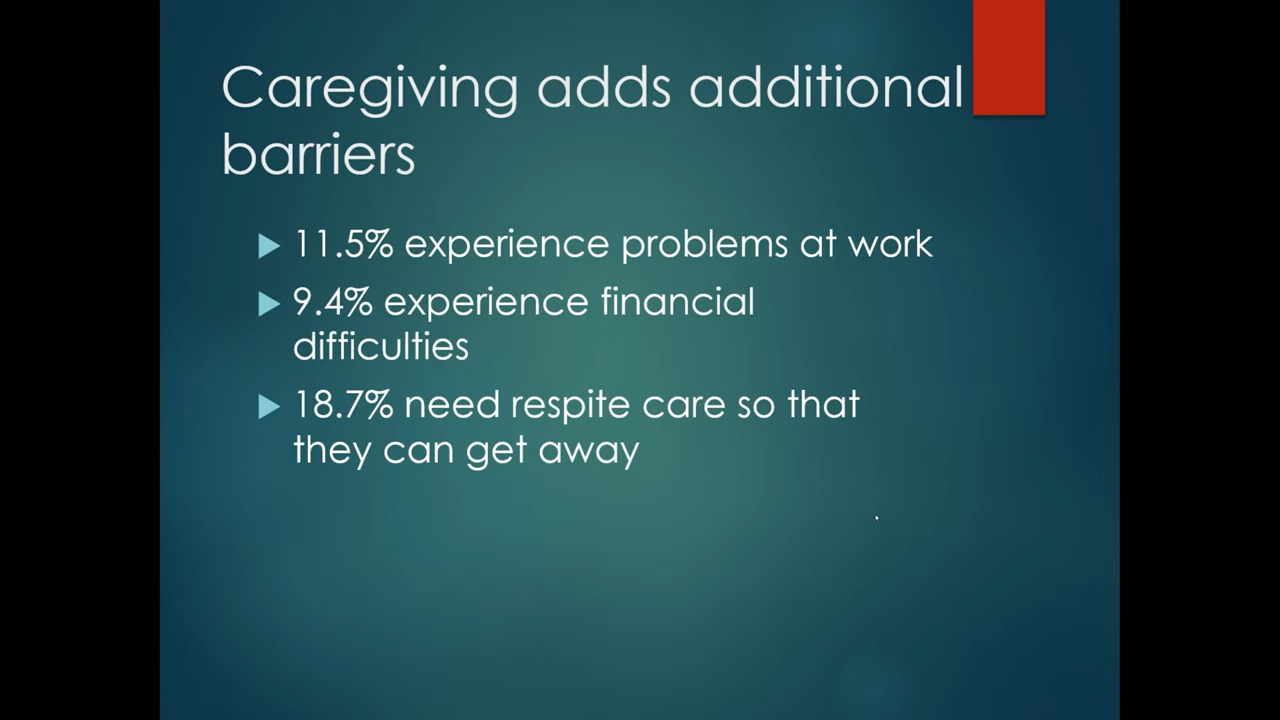 Caregiving adds additional
barriers
11.5% experience problems at work
9.4% experience financial
difficulties
18.7% need respite care so that
they can get away